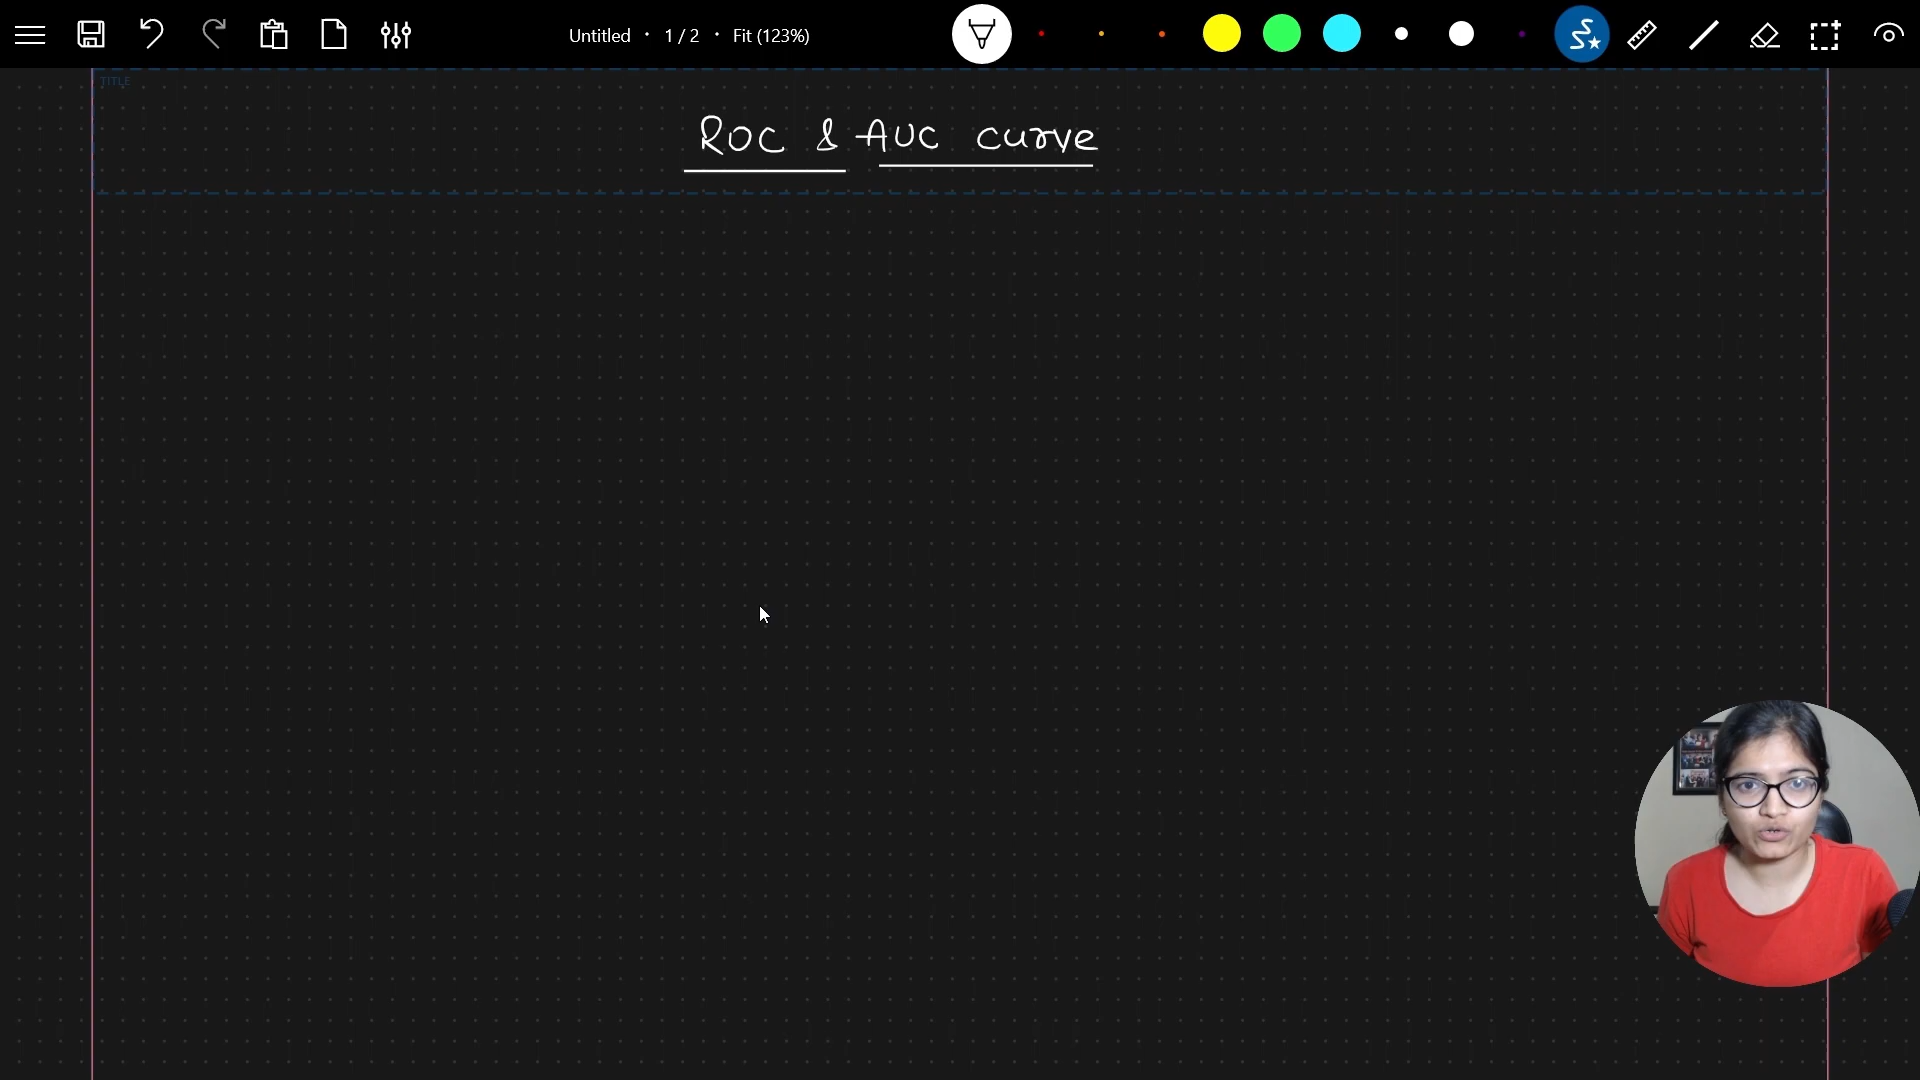 Untitled • 1 / 2 • Fit (123%)
TITLE
ROC & AUC curve